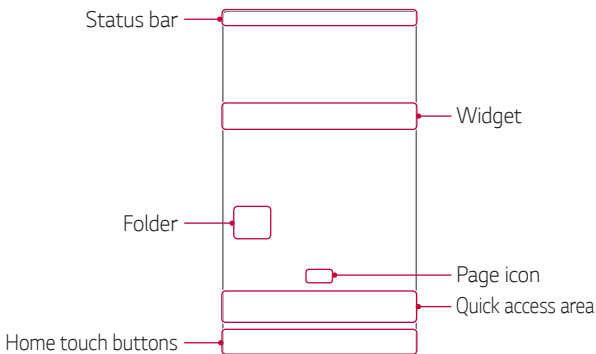 Status bar
Widget
Folder
Page icon
Quick access area
Home touch buttons